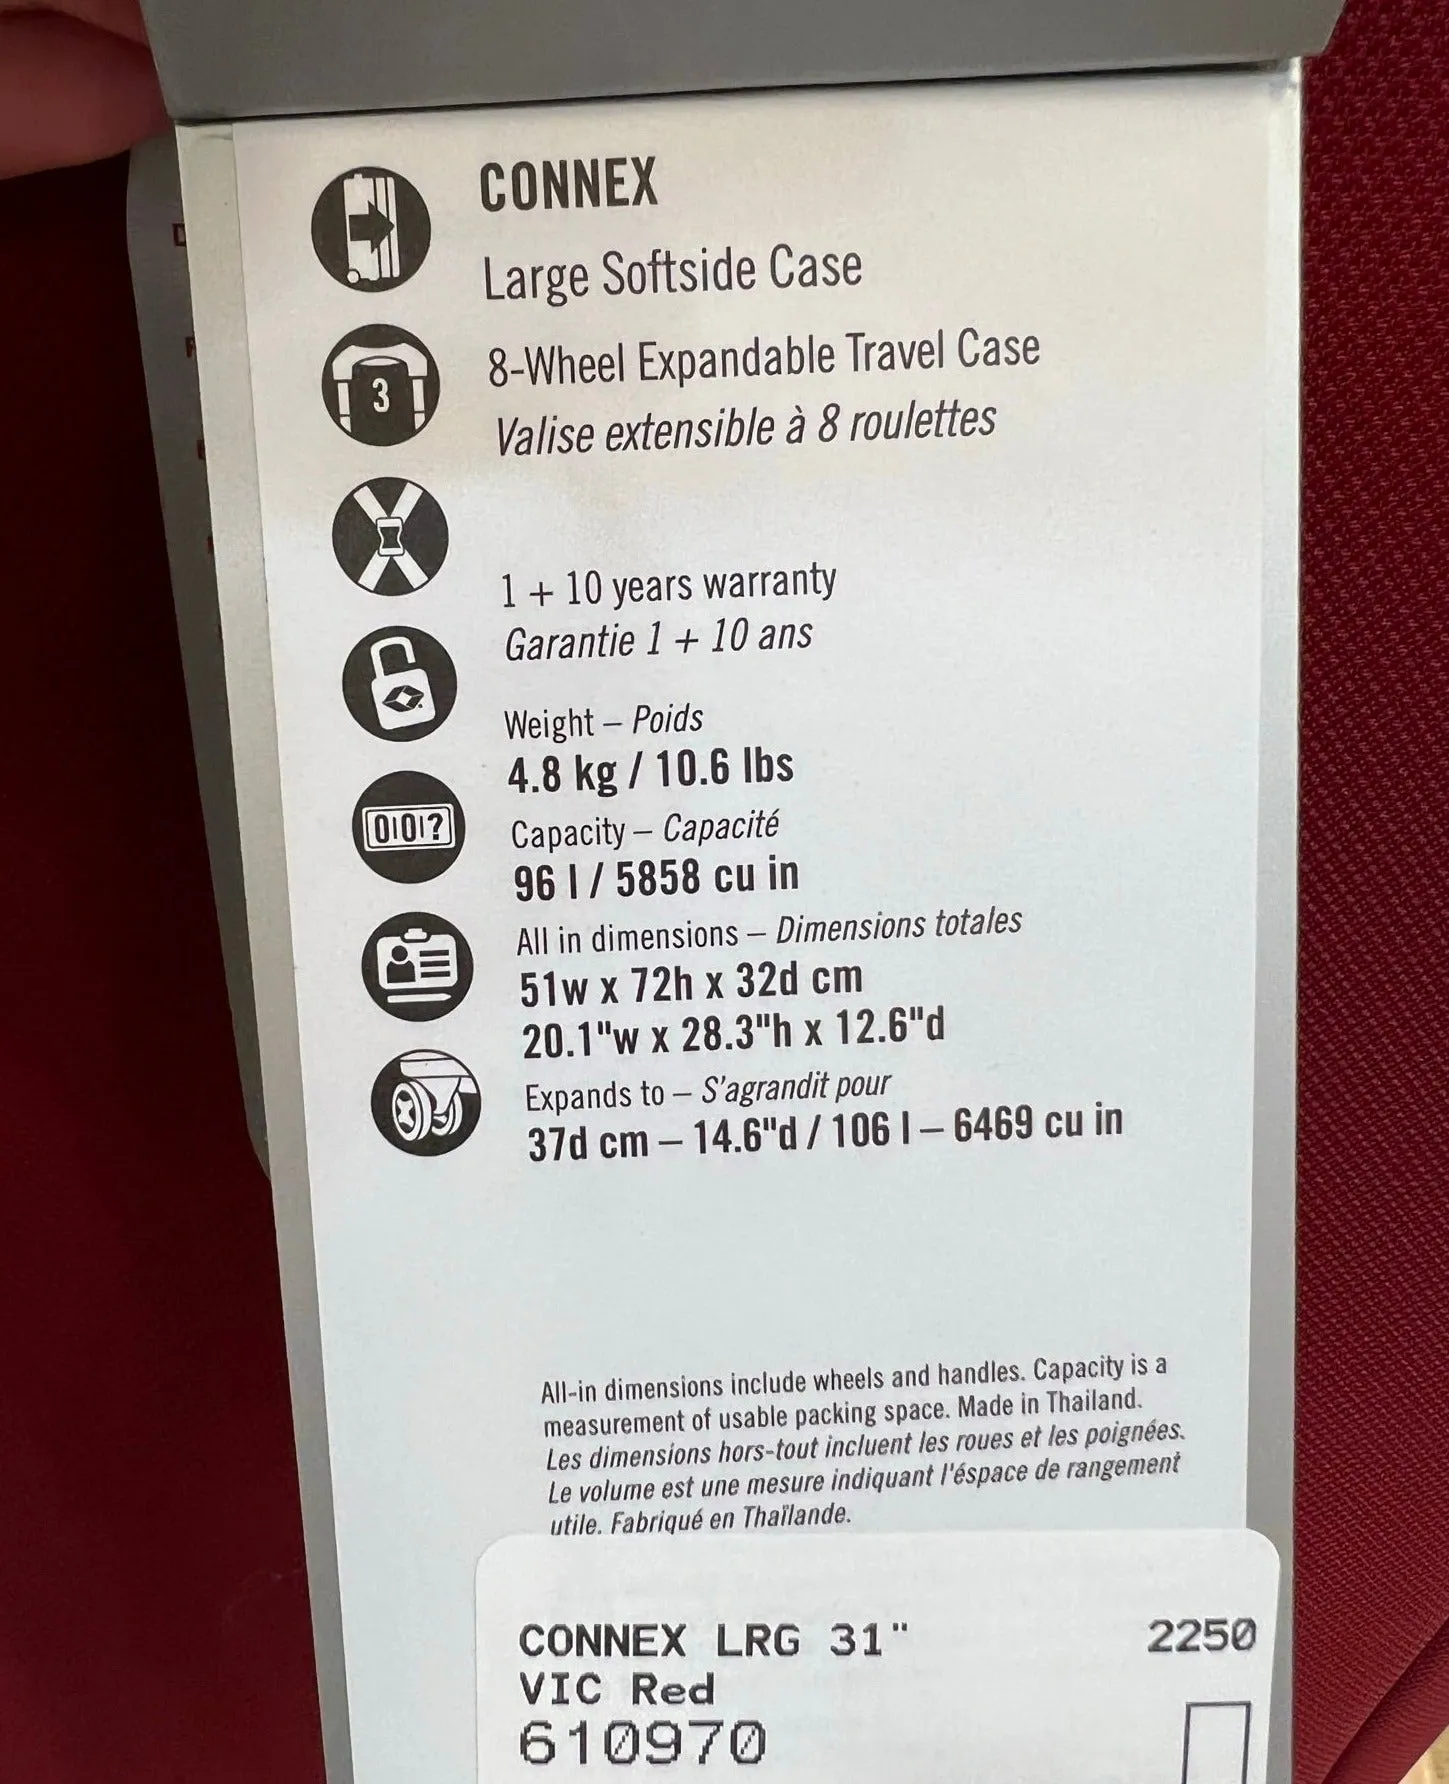 CONNEX
Large Softside Case
3
8-Wheel Expandable Travel Case
Valise extensible à 8 roulettes
1 + 10 years warranty
Garantie 1 + 10 ans
Weight – Poids
4.8 kg / 10.6 lbs
0101?
Capacity – Capacité
96 l / 5858 cu in
All in dimensions – Dimensions totales
51w x 72h x 32d cm
20.1"w x 28.3"h x 12.6"d
Expands to – S'agrandit pour
37d cm – 14.6"d / 106 l – 6469 cu in
All-in dimensions include wheels and handles. Capacity is a
measurement of usable packing space. Made in Thailand.
Les dimensions hors-tout incluent les roues et les poignées.
Le volume est une mesure indiquant l'éspace de rangement
utile. Fabriqué en Thaïlande.
CONNEX LRG 31" 2250
VIC Red
610970